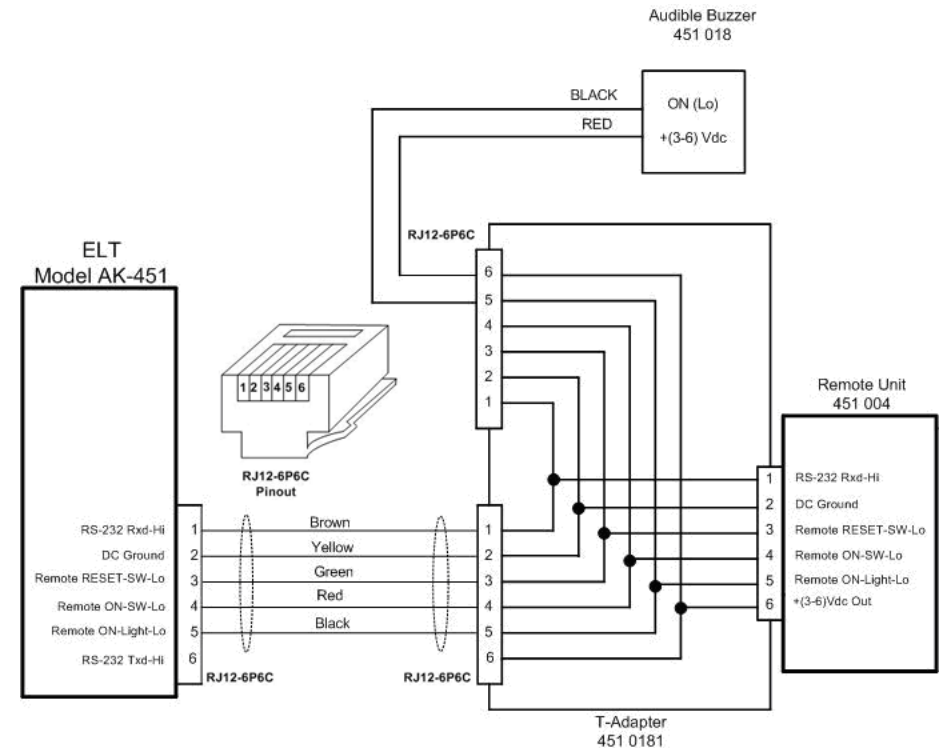 Audible Buzzer
451 018
BLACK
RED
ON (Lo)
+(3-6) Vdc
RJ12-6P6C
6
5
4
3
2
1
ELT
Model AK-451
1 2 3 4 5 6
RJ12-6P6C
Pinout
RS-232 Rxd-Hi 1
DC Ground 2
Remote RESET-SW-Lo 3
Remote ON-SW-Lo 4
Remote ON-Light-Lo 5
RS-232 Txd-Hi 6
RJ12-6P6C
Brown
Yellow
Green
Red
Black
1
2
3
4
5
6
RJ12-6P6C
Remote Unit
451 004
1 RS-232 Rxd-Hi
2 DC Ground
3 Remote RESET-SW-Lo
4 Remote ON-SW-Lo
5 Remote ON-Light-Lo
6 +(3-6)Vdc Out
T-Adapter
451 0181